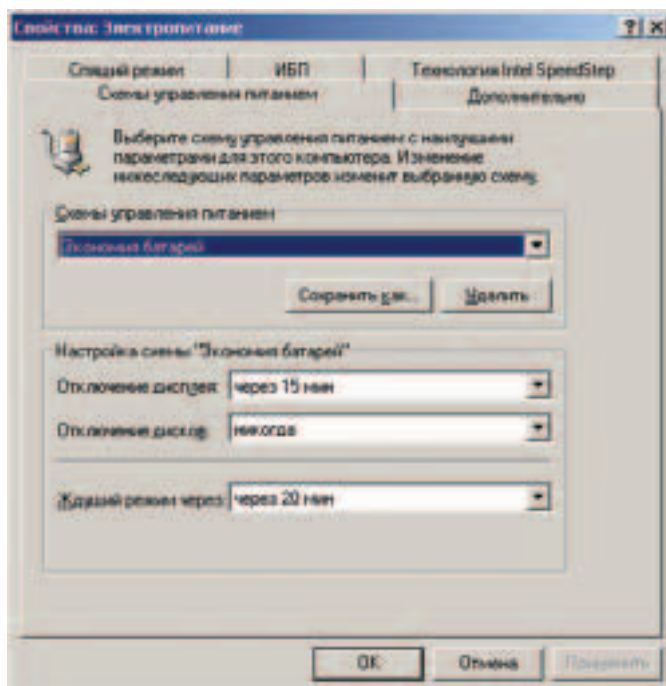 Свойства: Электропитание
Спящий режим
ИБП
Технология Intel SpeedStep
Схемы управления питанием
Дополнительно
Выберите схему управления питанием с наилучшими
параметрами для этого компьютера. Изменение
нижеследующих параметров изменит выбранную схему.
Схемы управления питанием
Экономия батарей
Сохранить как...
Удалить
Настройка схемы "Экономия батарей"
Отключение дисплея: через 15 мин
Отключение дисков: никогда
Ждущий режим через: через 20 мин
OK
Отмена
Применить